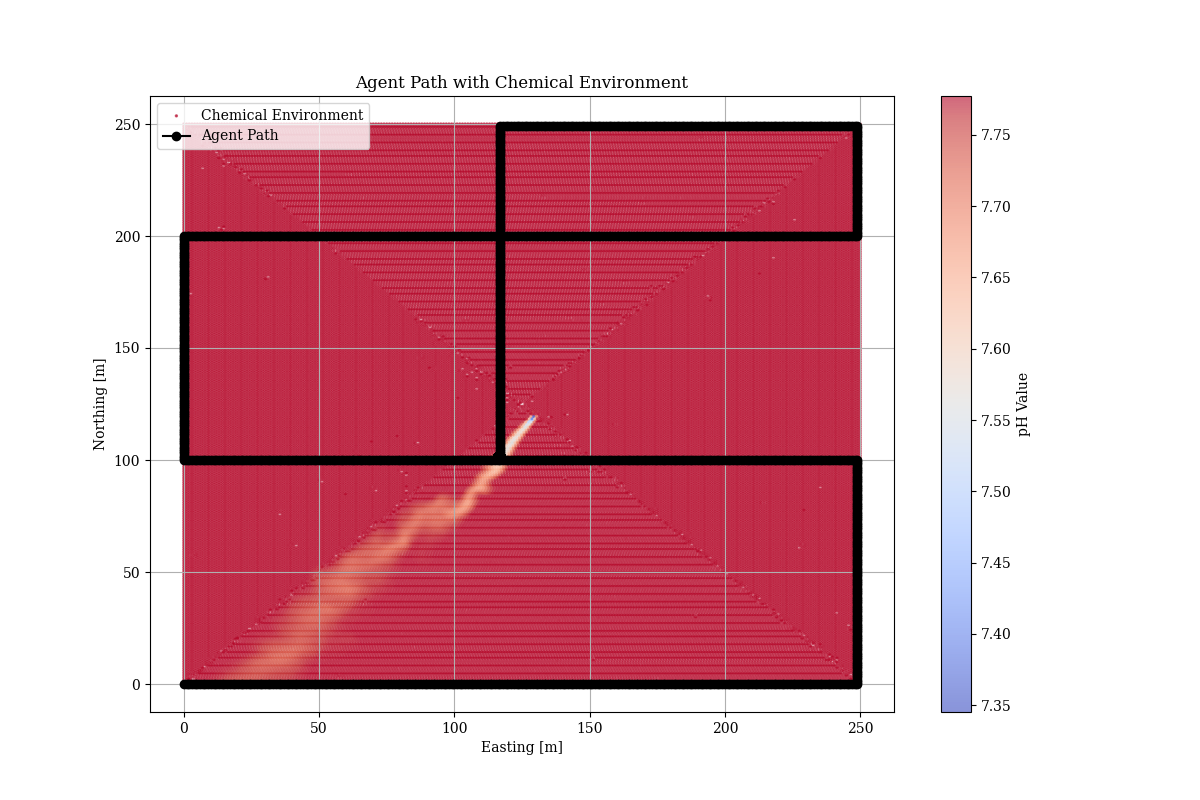 Agent Path with Chemical Environment
Chemical Environment
Agent Path
250
200
150
100
50
0
Northing [m]
0 50 100 150 200 250
Easting [m]
7.75
7.70
7.65
7.60
7.55
7.50
7.45
7.40
7.35
pH Value